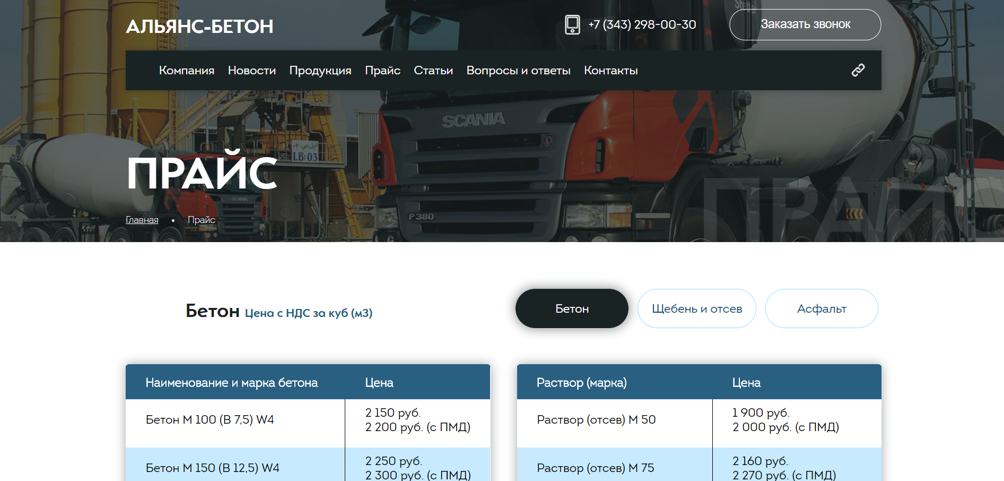 АЛЬЯНС-БЕТОН
+7 (343) 298-00-30
Заказать звонок
Компания Новости Продукция Прайс Статьи Вопросы и ответы Контакты
SCANIA
LB:03
P 380
ПРАЙС
ПРАЙС
Главная • Прайс
Бетон Цена с НДС за куб (м3)
Бетон
Щебень и отсев
Асфальт
Наименование и марка бетона Цена
Бетон М 100 (В 7,5) W4 2 150 руб.
2 200 руб. (с ПМД)
Бетон М 150 (В 12,5) W4 2 250 руб.
2 300 руб. (с ПМД)
Раствор (марка) Цена
Раствор (отсев) М 50 1 900 руб.
2 000 руб. (с ПМД)
Раствор (отсев) М 75 2 160 руб.
2 270 руб. (с ПМД)